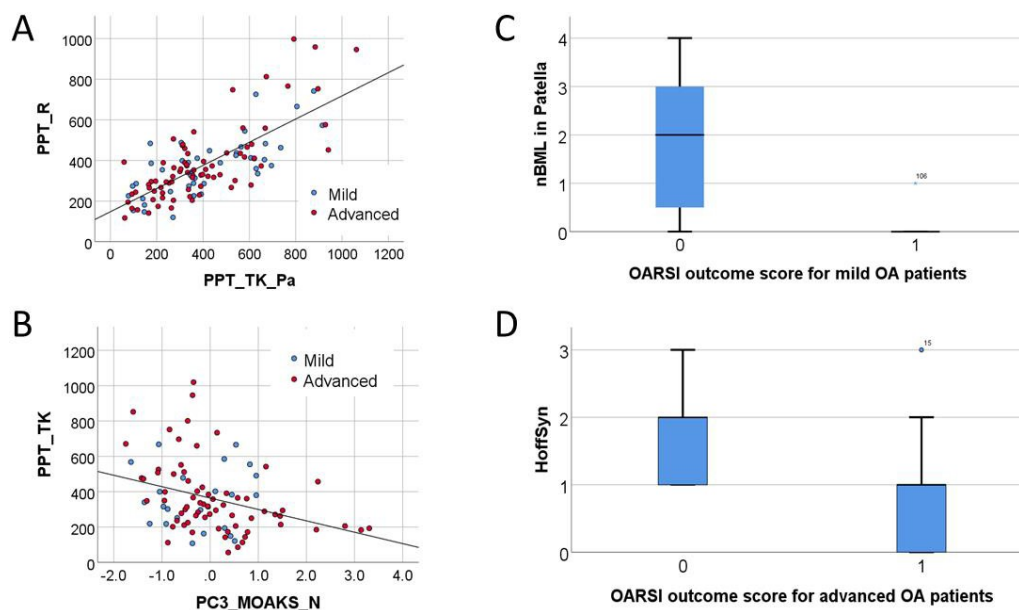 A
PPT_R
1000
800
600
400
200
0
Mild
Advanced
0 200 400 600 800 1000 1200
PPT_TK_Pa
B
PPT_TK
1200
1000
800
600
400
200
0
Mild
Advanced
-2.0 -1.0 .0 1.0 2.0 3.0 4.0
PC3_MOAKS_N
C
nBML in Patella
4
3
2
1
0
106
0 1
OARSI outcome score for mild OA patients
D
HoffSyn
3
2
1
0
15
0 1
OARSI outcome score for advanced OA patients